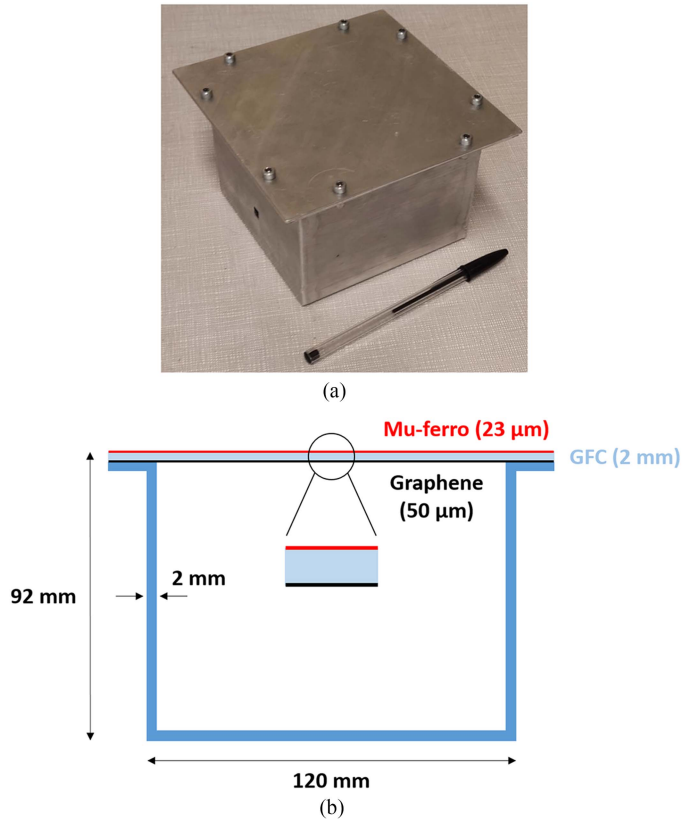 (a)
Mu-ferro (23 µm)
GFC (2 mm)
Graphene
(50 µm)
2 mm
92 mm
120 mm
(b)